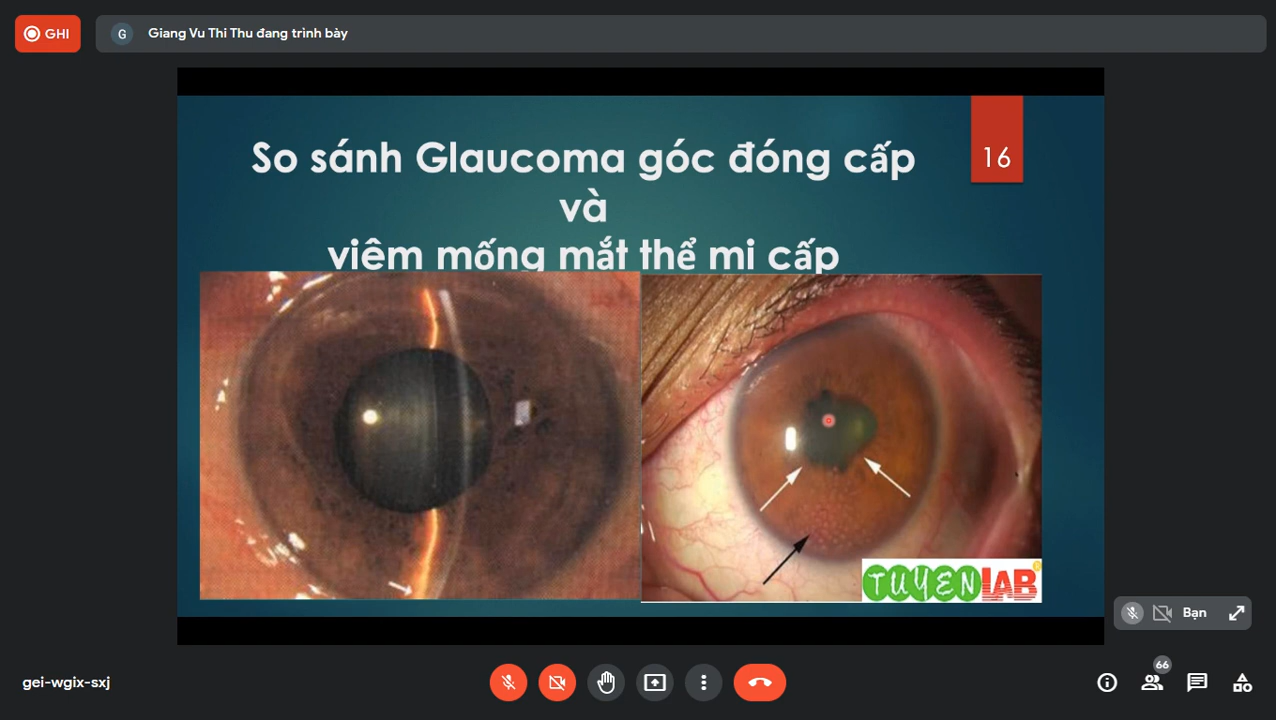 GHI
G
Giang Vu Thi Thu đang trình bày
So sánh Glaucoma góc đóng cấp
và
viêm mống mắt thể mi cấp
16
TUYENLAB
Bạn
gei-wgix-sxj
66